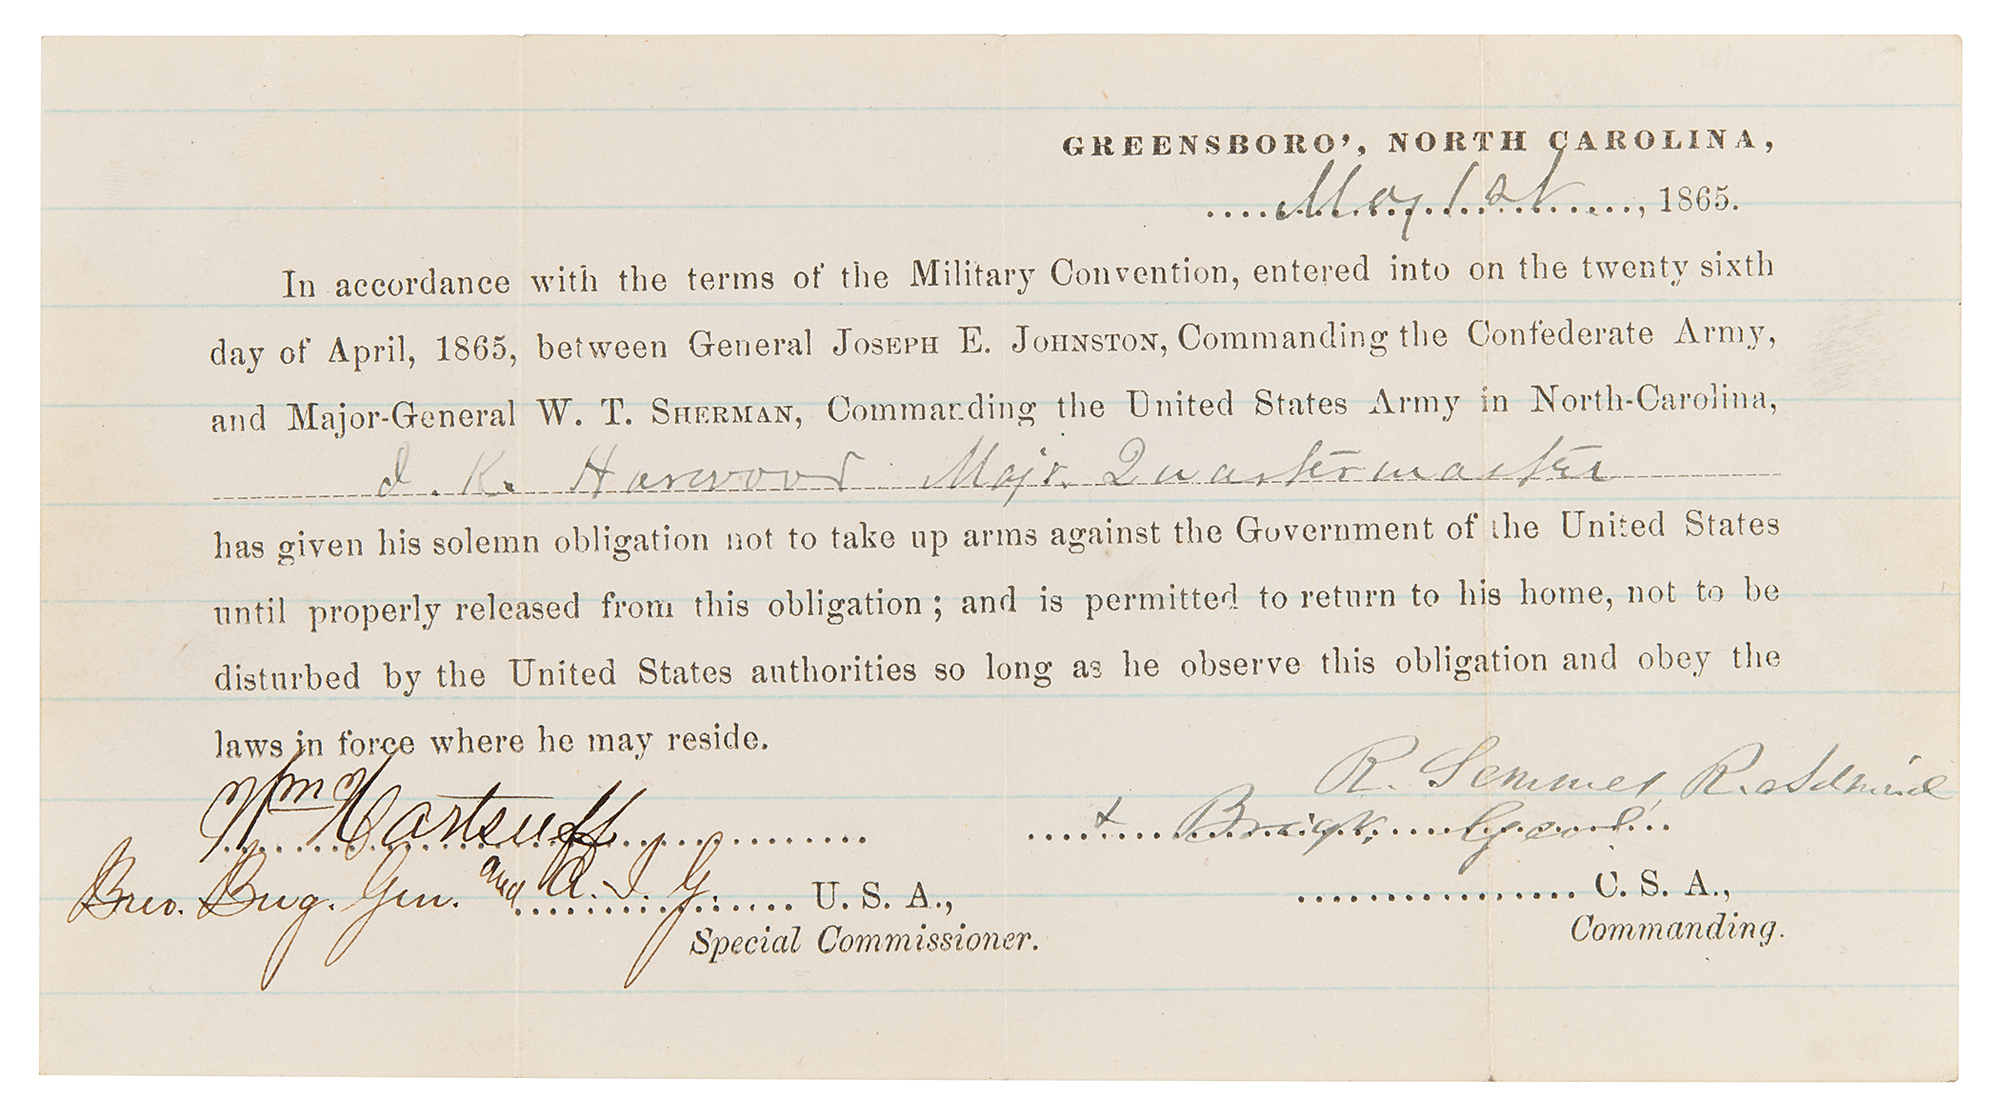 GREENSBORO', NORTH CAROLINA,
May 1st, 1865.
In accordance with the terms of the Military Convention, entered into on the twenty sixth
day of April, 1865, between General JOSEPH E. JOHNSTON, Commanding the Confederate Army,
and Major-General W. T. SHERMAN, Commanding the United States Army in North-Carolina,
J. K. Harwood Majr. Quartermaster
has given his solemn obligation not to take up arms against the Government of the United States
until properly released from this obligation; and is permitted to return to his home, not to be
disturbed by the United States authorities so long as he observe this obligation and obey the
laws in force where he may reside.
Wm Hartsuff R. Semmes, R. Admiral
Brev. Brig. Gen. and A. I. G. U. S. A., & Brig. Genl. C. S. A.,
Special Commissioner. Commanding.